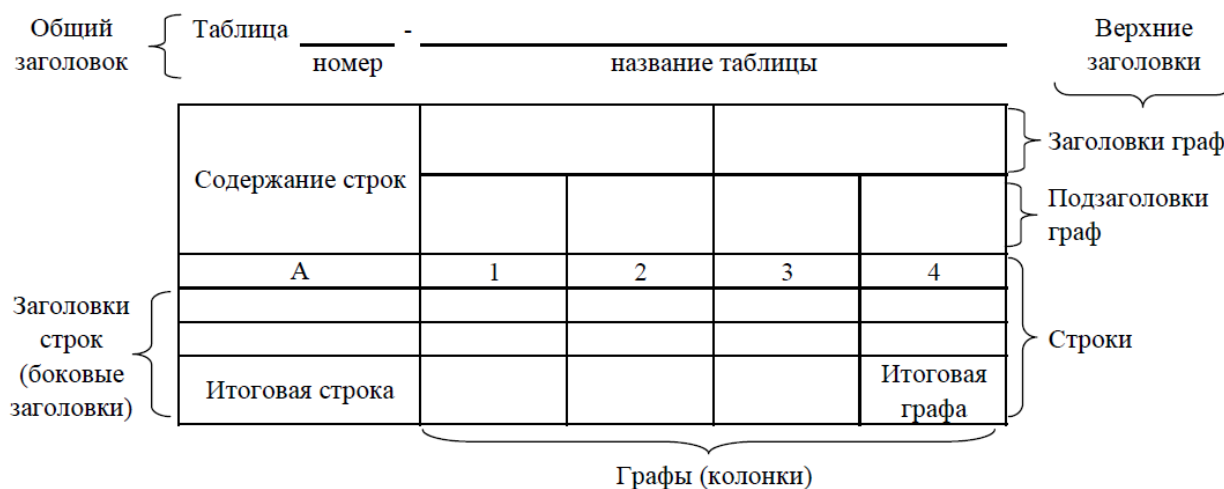 Общий
заголовок
Таблица -
номер
название таблицы
Верхние
заголовки
Содержание строк
Заголовки граф
Подзаголовки
граф
А 1 2 3 4
Заголовки
строк
(боковые
заголовки)
Строки
Итоговая строка
Итоговая
графа
Графы (колонки)